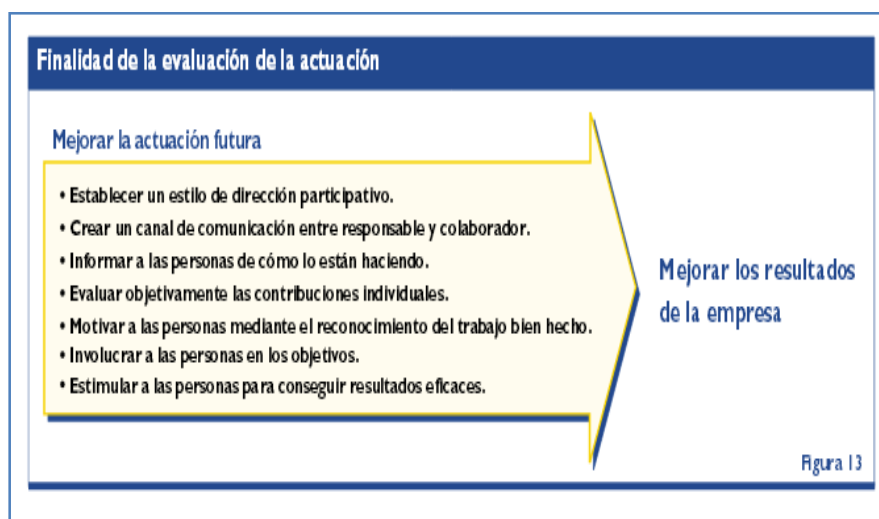 Finalidad de la evaluación de la actuación
Mejorar la actuación futura
• Establecer un estilo de dirección participativo.
• Crear un canal de comunicación entre responsable y colaborador.
• Informar a las personas de cómo lo están haciendo.
• Evaluar objetivamente las contribuciones individuales.
• Motivar a las personas mediante el reconocimiento del trabajo bien hecho.
• Involucrar a las personas en los objetivos.
• Estimular a las personas para conseguir resultados eficaces.
Mejorar los resultados
de la empresa
Figura 13